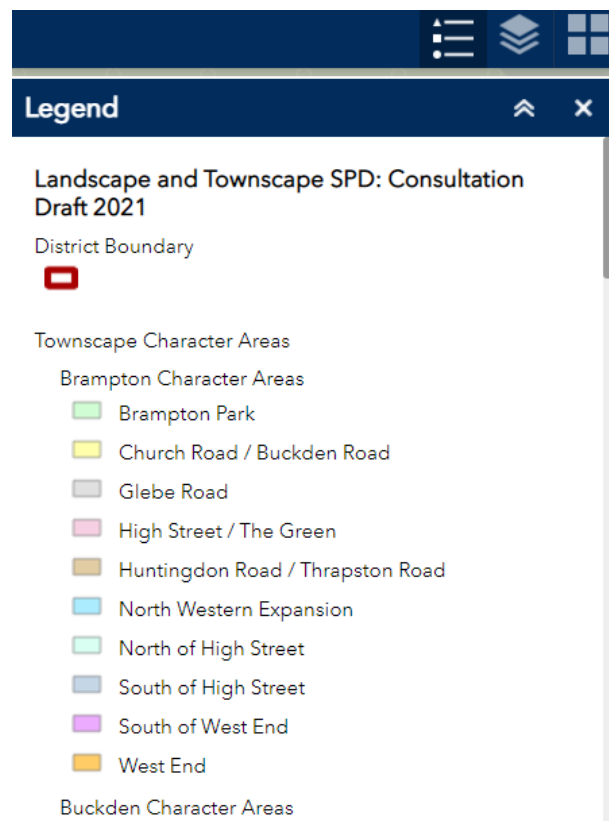 Legend
Landscape and Townscape SPD: Consultation
Draft 2021
District Boundary
Townscape Character Areas
Brampton Character Areas
Brampton Park
Church Road / Buckden Road
Glebe Road
High Street / The Green
Huntingdon Road / Thrapston Road
North Western Expansion
North of High Street
South of High Street
South of West End
West End
Buckden Character Areas